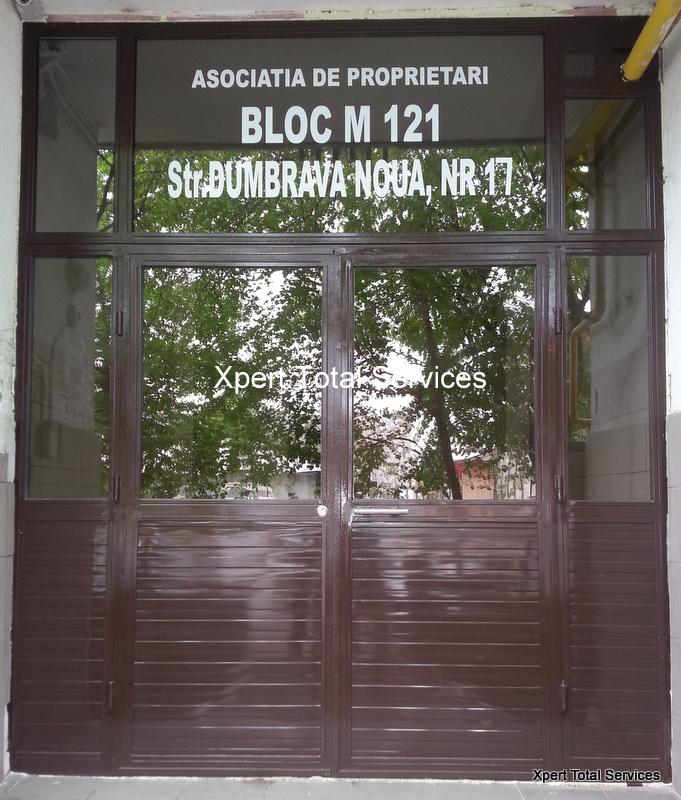 ASOCIATIA DE PROPRIETARI
BLOC M 121
Str.DUMBRAVA NOUA, NR 17
Xpert Total Services
Xpert Total Services